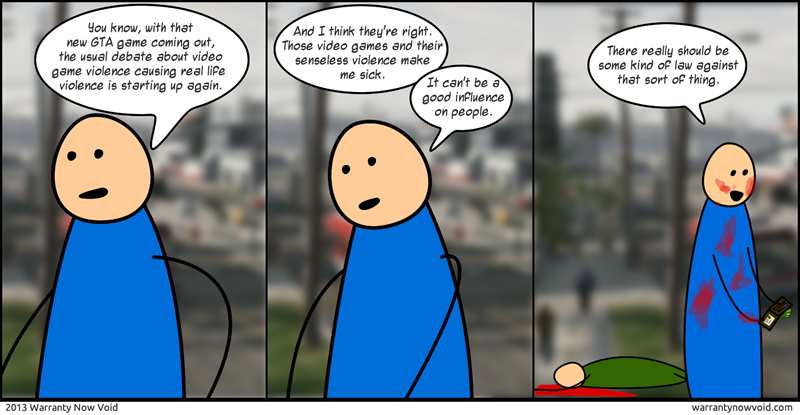 You know, with that
new GTA game coming out,
the usual debate about video
game violence causing real life
violence is starting up again.
And I think they're right.
Those video games and their
senseless violence make
me sick.
It can't be a
good influence
on people.
There really should be
some kind of law against
that sort of thing.
2013 Warranty Now Void
warrantynowvoid.com